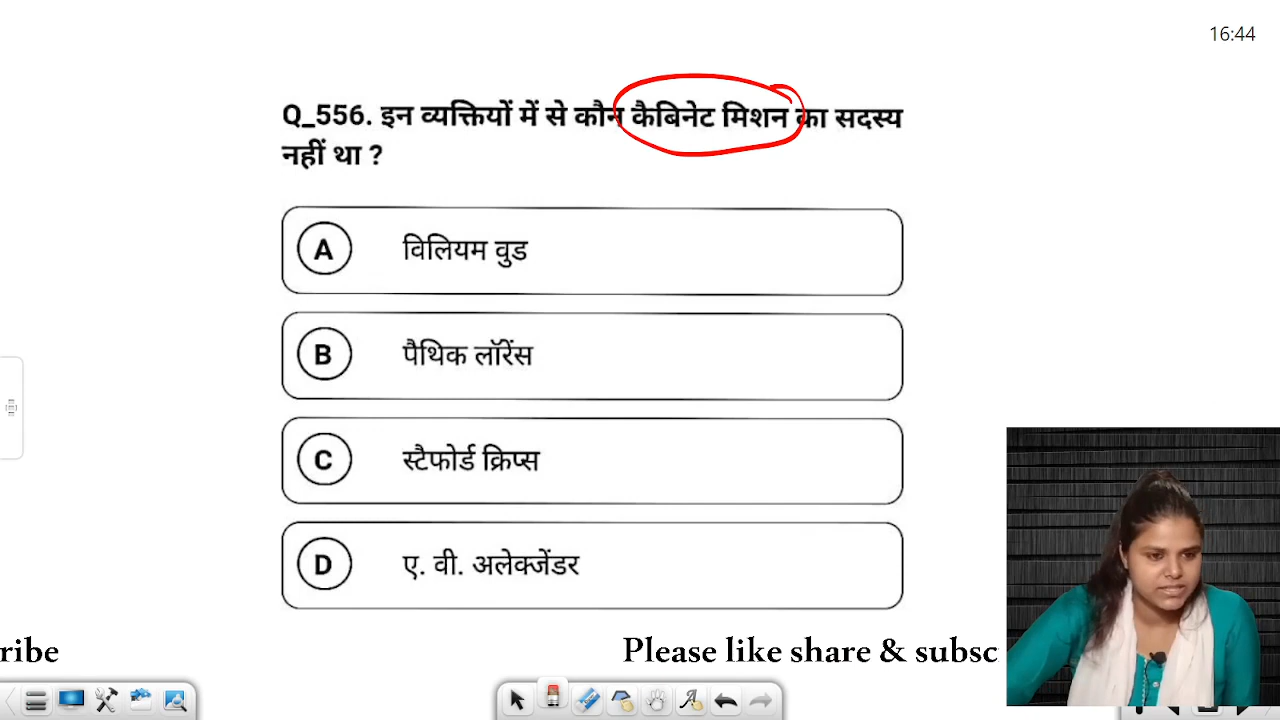 16:44
Q_556. इन व्यक्तियों में से कौन कैबिनेट मिशन का सदस्य
नहीं था ?
A विलियम वुड
B पैथिक लॉरेंस
C स्टैफोर्ड क्रिप्स
D ए. वी. अलेक्जेंडर
ribe Please like share & subsc